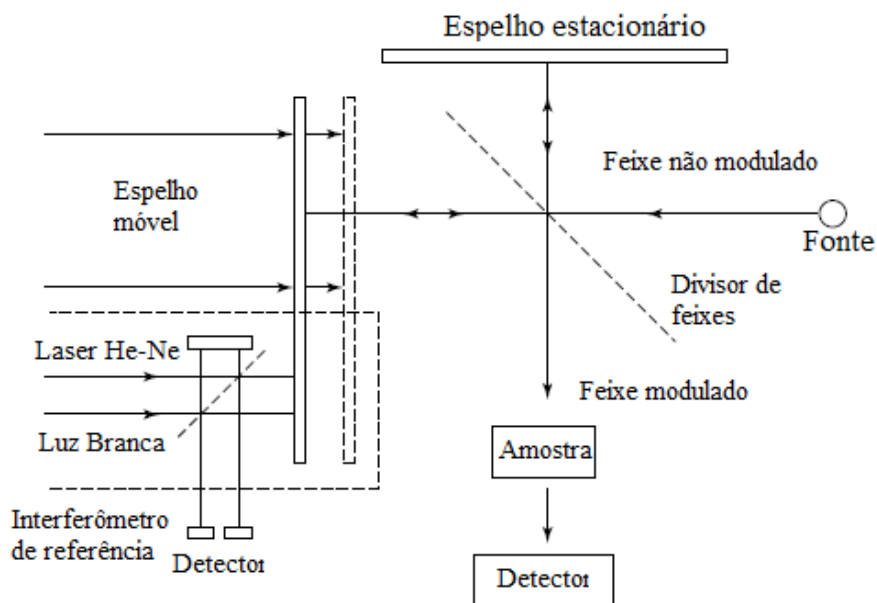 Espelho estacionário
Espelho
móvel
Feixe não modulado
Fonte
Divisor de
feixes
Laser He-Ne
Luz Branca
Feixe modulado
Amostra
Interferômetro
de referência
Detector
Detector